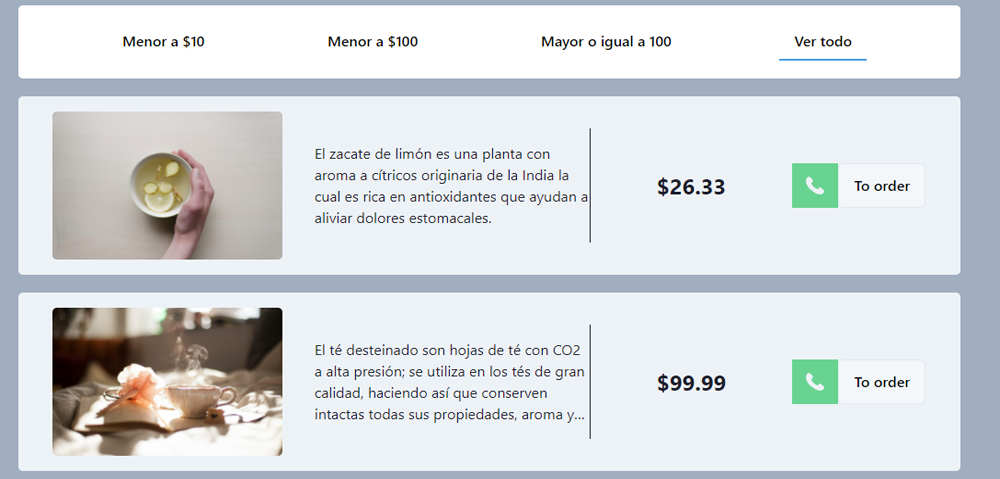 Menor a $10
Menor a $100
Mayor o igual a 100
Ver todo
El zacate de limón es una planta con
aroma a cítricos originaria de la India la
cual es rica en antioxidantes que ayudan a
aliviar dolores estomacales.
$26.33
To order
El té desteinado son hojas de té con CO2
a alta presión; se utiliza en los tés de gran
calidad, haciendo así que conserven
intactas todas sus propiedades, aroma y...
$99.99
To order